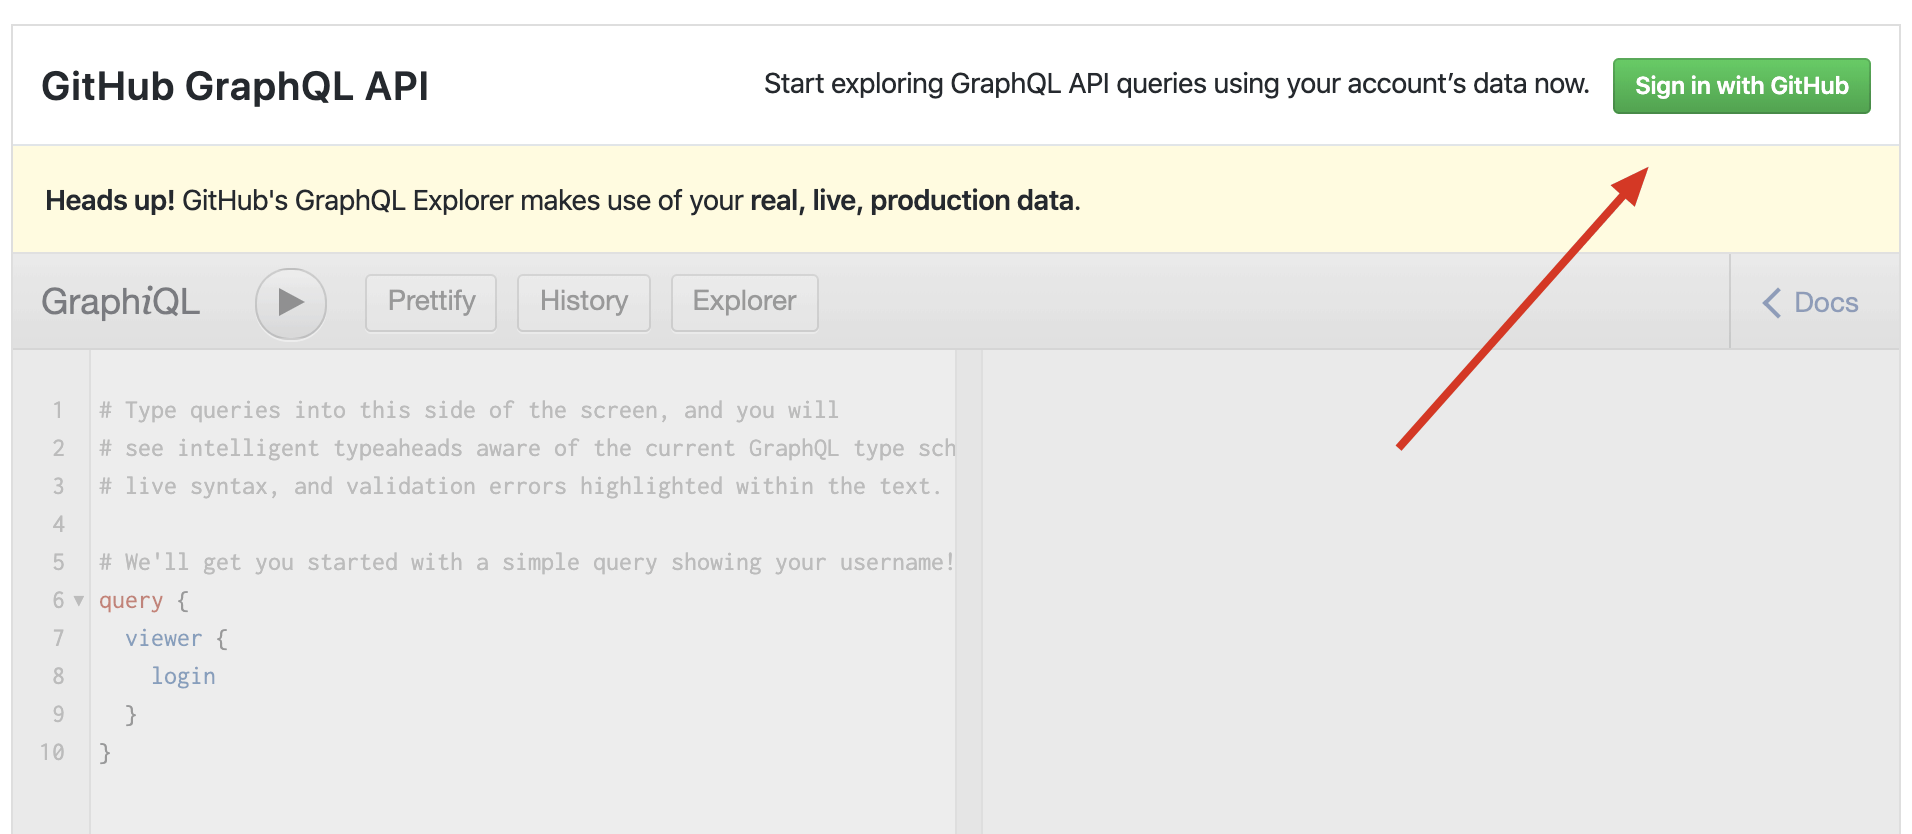 GitHub GraphQL API
Start exploring GraphQL API queries using your account’s data now.
Sign in with GitHub
Heads up! GitHub's GraphQL Explorer makes use of your real, live, production data.
GraphiQL
Prettify
History
Explorer
Docs
1 # Type queries into this side of the screen, and you will
2 # see intelligent typeaheads aware of the current GraphQL type sch
3 # live syntax, and validation errors highlighted within the text.
4
5 # We'll get you started with a simple query showing your username!
6 query {
7   viewer {
8     login
9   }
10 }